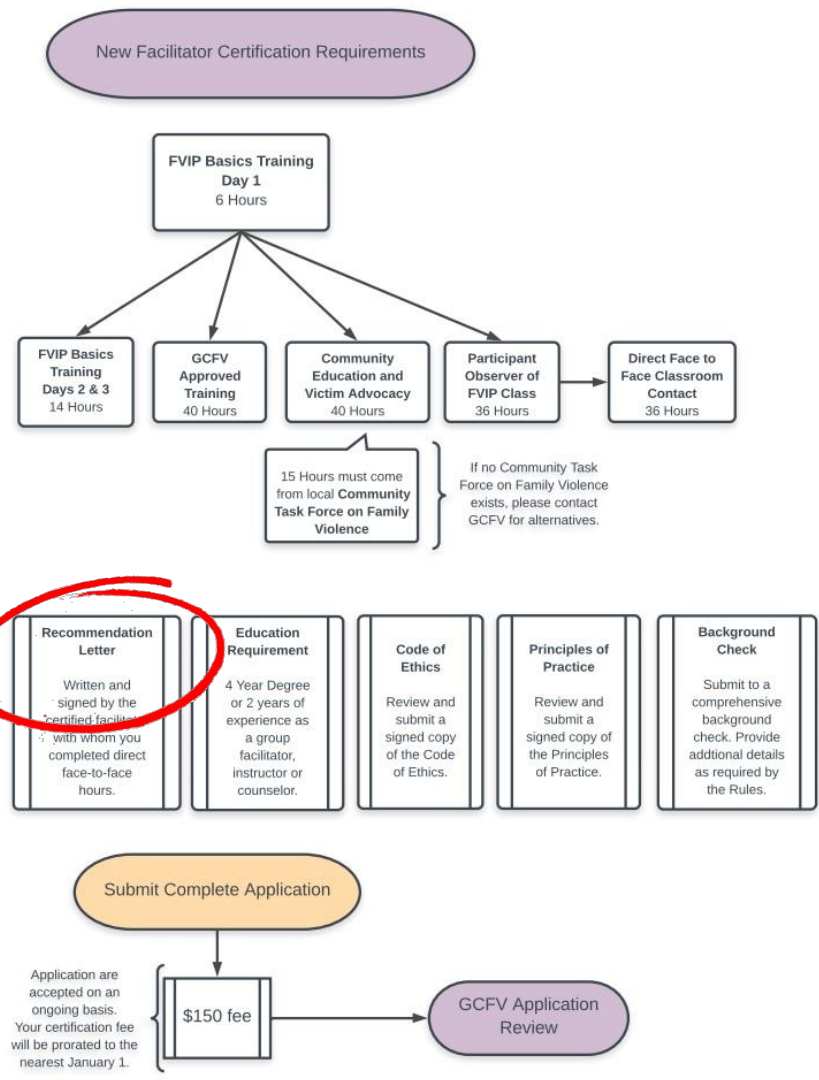 New Facilitator Certification Requirements
FVIP Basics Training
Day 1
6 Hours
FVIP Basics
Training
Days 2 & 3
14 Hours
GCFV
Approved
Training
40 Hours
Community
Education and
Victim Advocacy
40 Hours
Participant
Observer of
FVIP Class
36 Hours
Direct Face to
Face Classroom
Contact
36 Hours
15 Hours must come
from local Community
Task Force on Family
Violence
If no Community Task
Force on Family Violence
exists, please contact
GCFV for alternatives.
Recommendation
Letter
Written and
signed by the
certified facilitator
with whom you
completed direct
face-to-face
hours.
Education
Requirement
4 Year Degree
or 2 years of
experience as
a group
facilitator,
instructor or
counselor.
Code of
Ethics
Review and
submit a
signed copy
of the Code
of Ethics.
Principles of
Practice
Review and
submit a
signed copy of
the Principles
of Practice.
Background
Check
Submit to a
comprehensive
background
check. Provide
addtional details
as required by
the Rules.
Submit Complete Application
Application are
accepted on an
ongoing basis.
Your certification fee
will be prorated to the
nearest January 1.
$150 fee
GCFV Application
Review